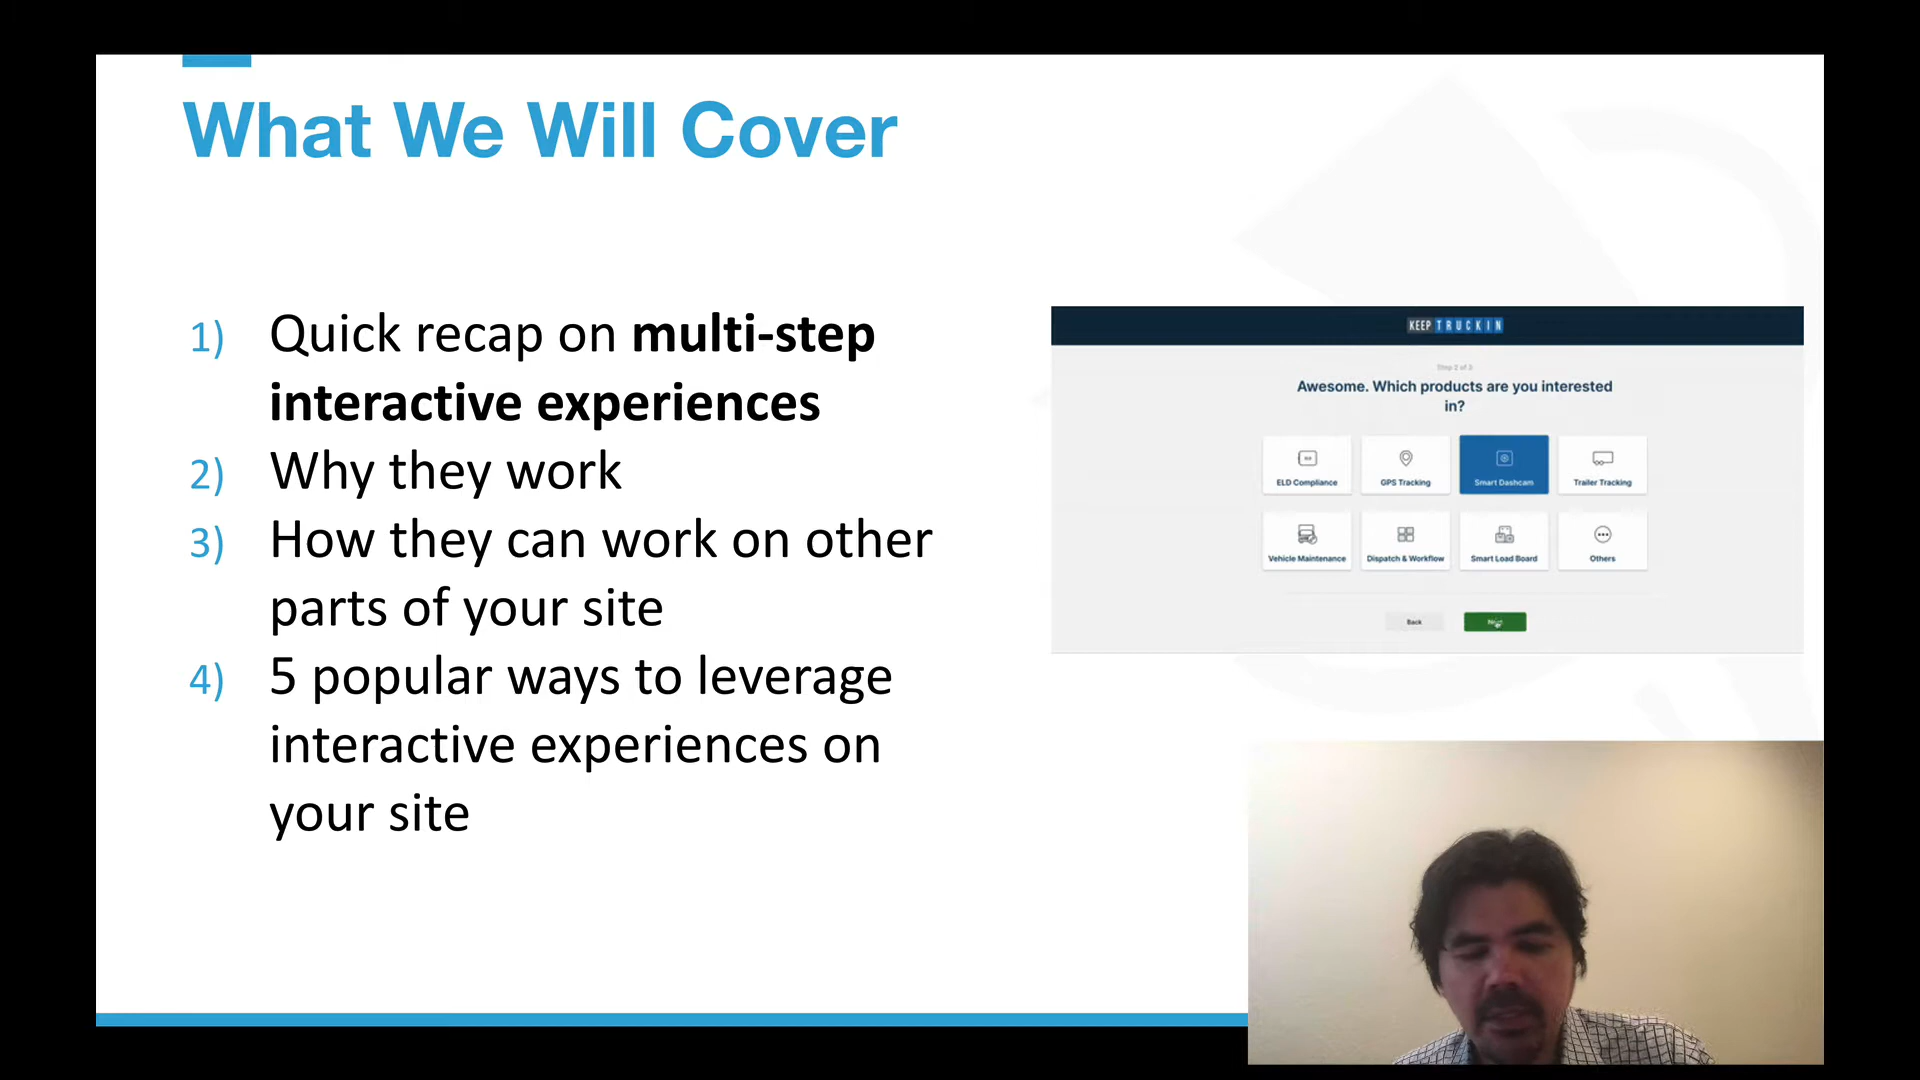 What We Will Cover
1) Quick recap on multi-step
interactive experiences
2) Why they work
3) How they can work on other
parts of your site
4) 5 popular ways to leverage
interactive experiences on
your site
KEEP TRUCKIN
Step 2 of 3
Awesome. Which products are you interested
in?
ELD Compliance GPS Tracking Smart Dashcam Trailer Tracking
Vehicle Maintenance Dispatch & Workflow Smart Load Board Others
Back Next